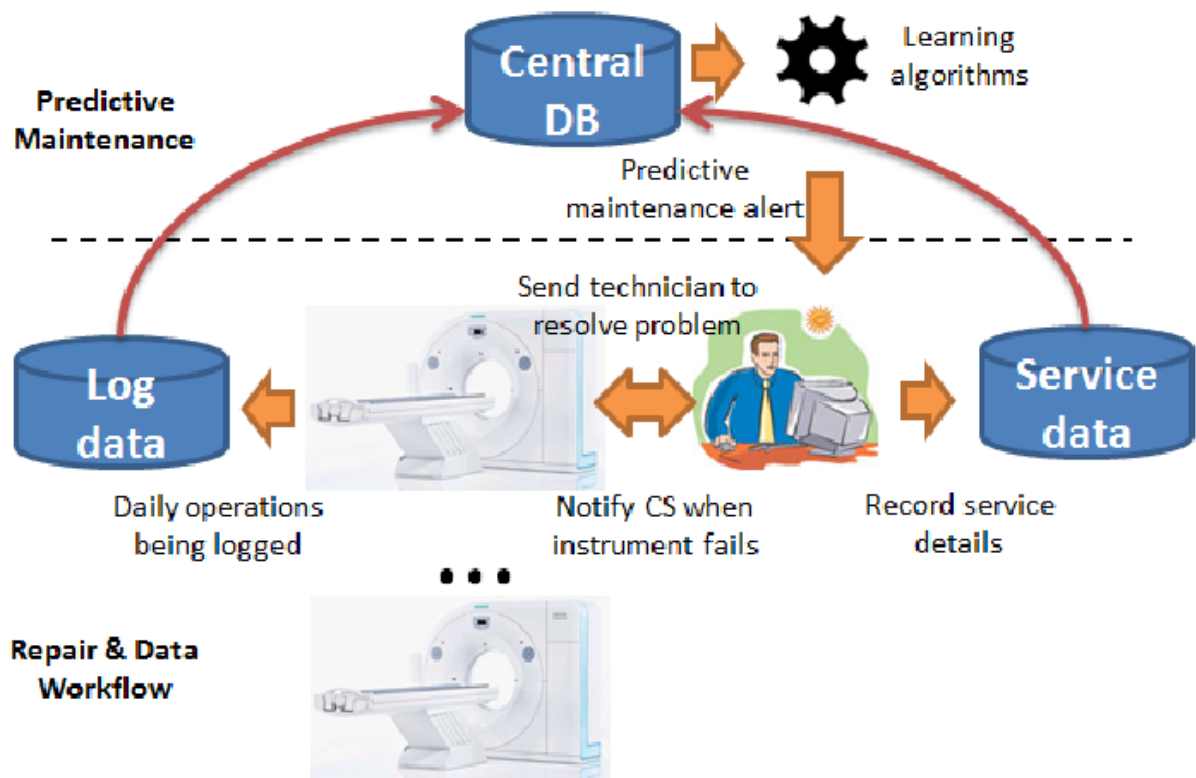 Central
DB
Learning
algorithms
Predictive
Maintenance
Predictive
maintenance alert
Send technician to
resolve problem
Log
data
Service
data
Daily operations
being logged
Notify CS when
instrument fails
Record service
details
...
Repair & Data
Workflow